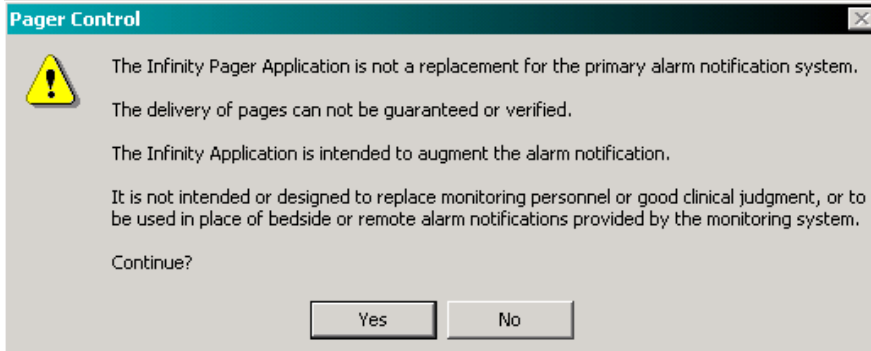 Pager Control
The Infinity Pager Application is not a replacement for the primary alarm notification system.
The delivery of pages can not be guaranteed or verified.
The Infinity Application is intended to augment the alarm notification.
It is not intended or designed to replace monitoring personnel or good clinical judgment, or to
be used in place of bedside or remote alarm notifications provided by the monitoring system.
Continue?
Yes No